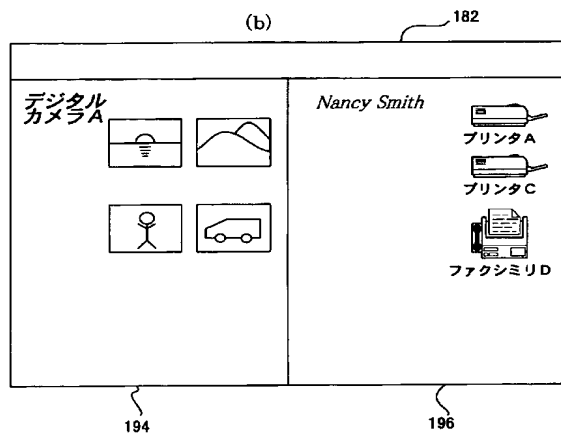 (b)
182
デジタル
カメラA
Nancy Smith
プリンタA
プリンタC
ファクシミリD
194
196